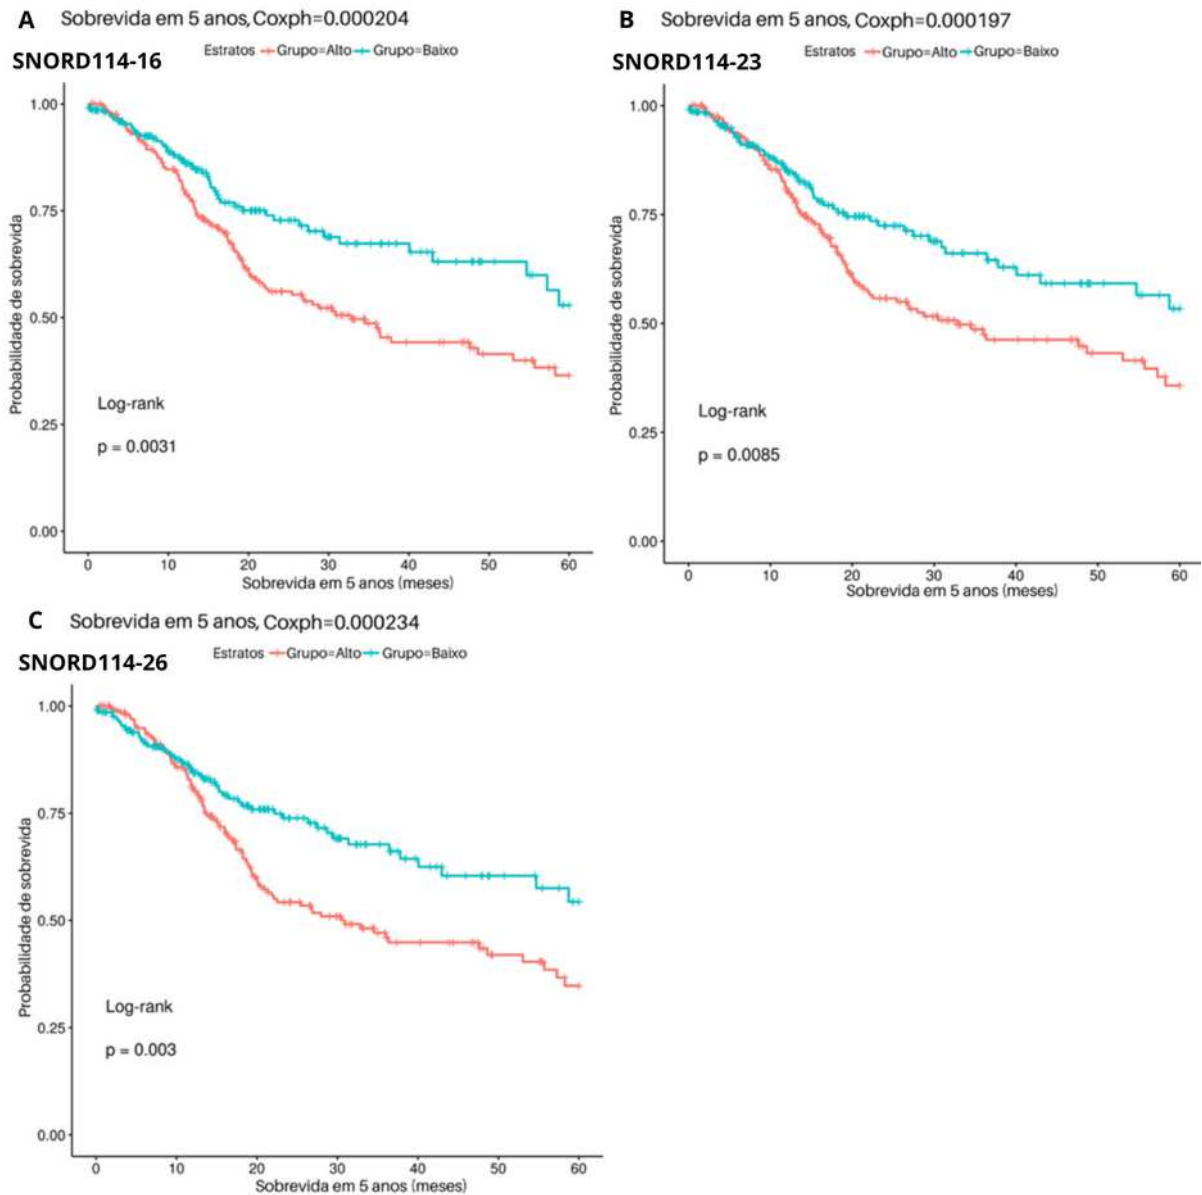 A Sobrevida em 5 anos, Coxph=0.000204
Estratos Grupo=Alto Grupo=Baixo
SNORD114-16
Probabilidade de sobrevida
1.00
0.75
0.50
0.25
0.00
Log-rank
p = 0.0031
0 10 20 30 40 50 60
Sobrevida em 5 anos (meses)
B Sobrevida em 5 anos, Coxph=0.000197
Estratos Grupo=Alto Grupo=Baixo
SNORD114-23
Probabilidade de sobrevida
1.00
0.75
0.50
0.25
0.00
Log-rank
p = 0.0085
0 10 20 30 40 50 60
Sobrevida em 5 anos (meses)
C Sobrevida em 5 anos, Coxph=0.000234
Estratos Grupo=Alto Grupo=Baixo
SNORD114-26
Probabilidade de sobrevida
1.00
0.75
0.50
0.25
0.00
Log-rank
p = 0.003
0 10 20 30 40 50 60
Sobrevida em 5 anos (meses)